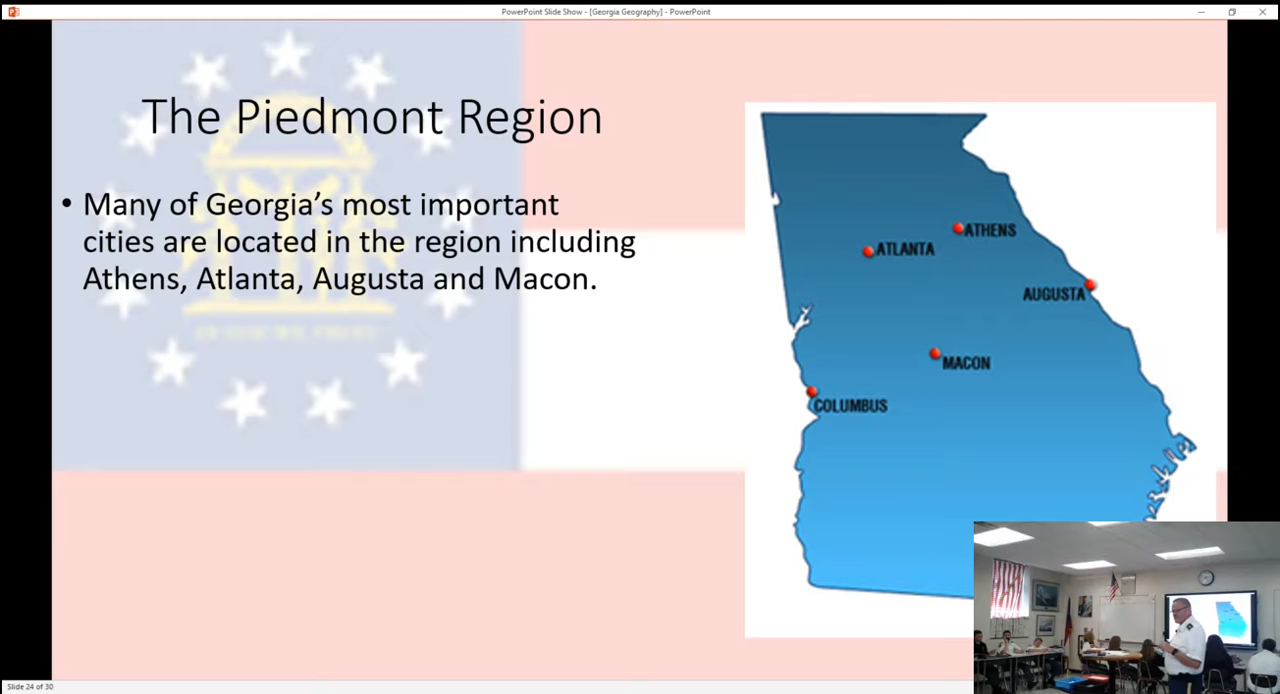 PowerPoint Slide Show - [Georgia Geography] - PowerPoint
The Piedmont Region
• Many of Georgia’s most important
cities are located in the region including
Athens, Atlanta, Augusta and Macon.
ATHENS
ATLANTA
AUGUSTA
MACON
COLUMBUS
Slide 24 of 30